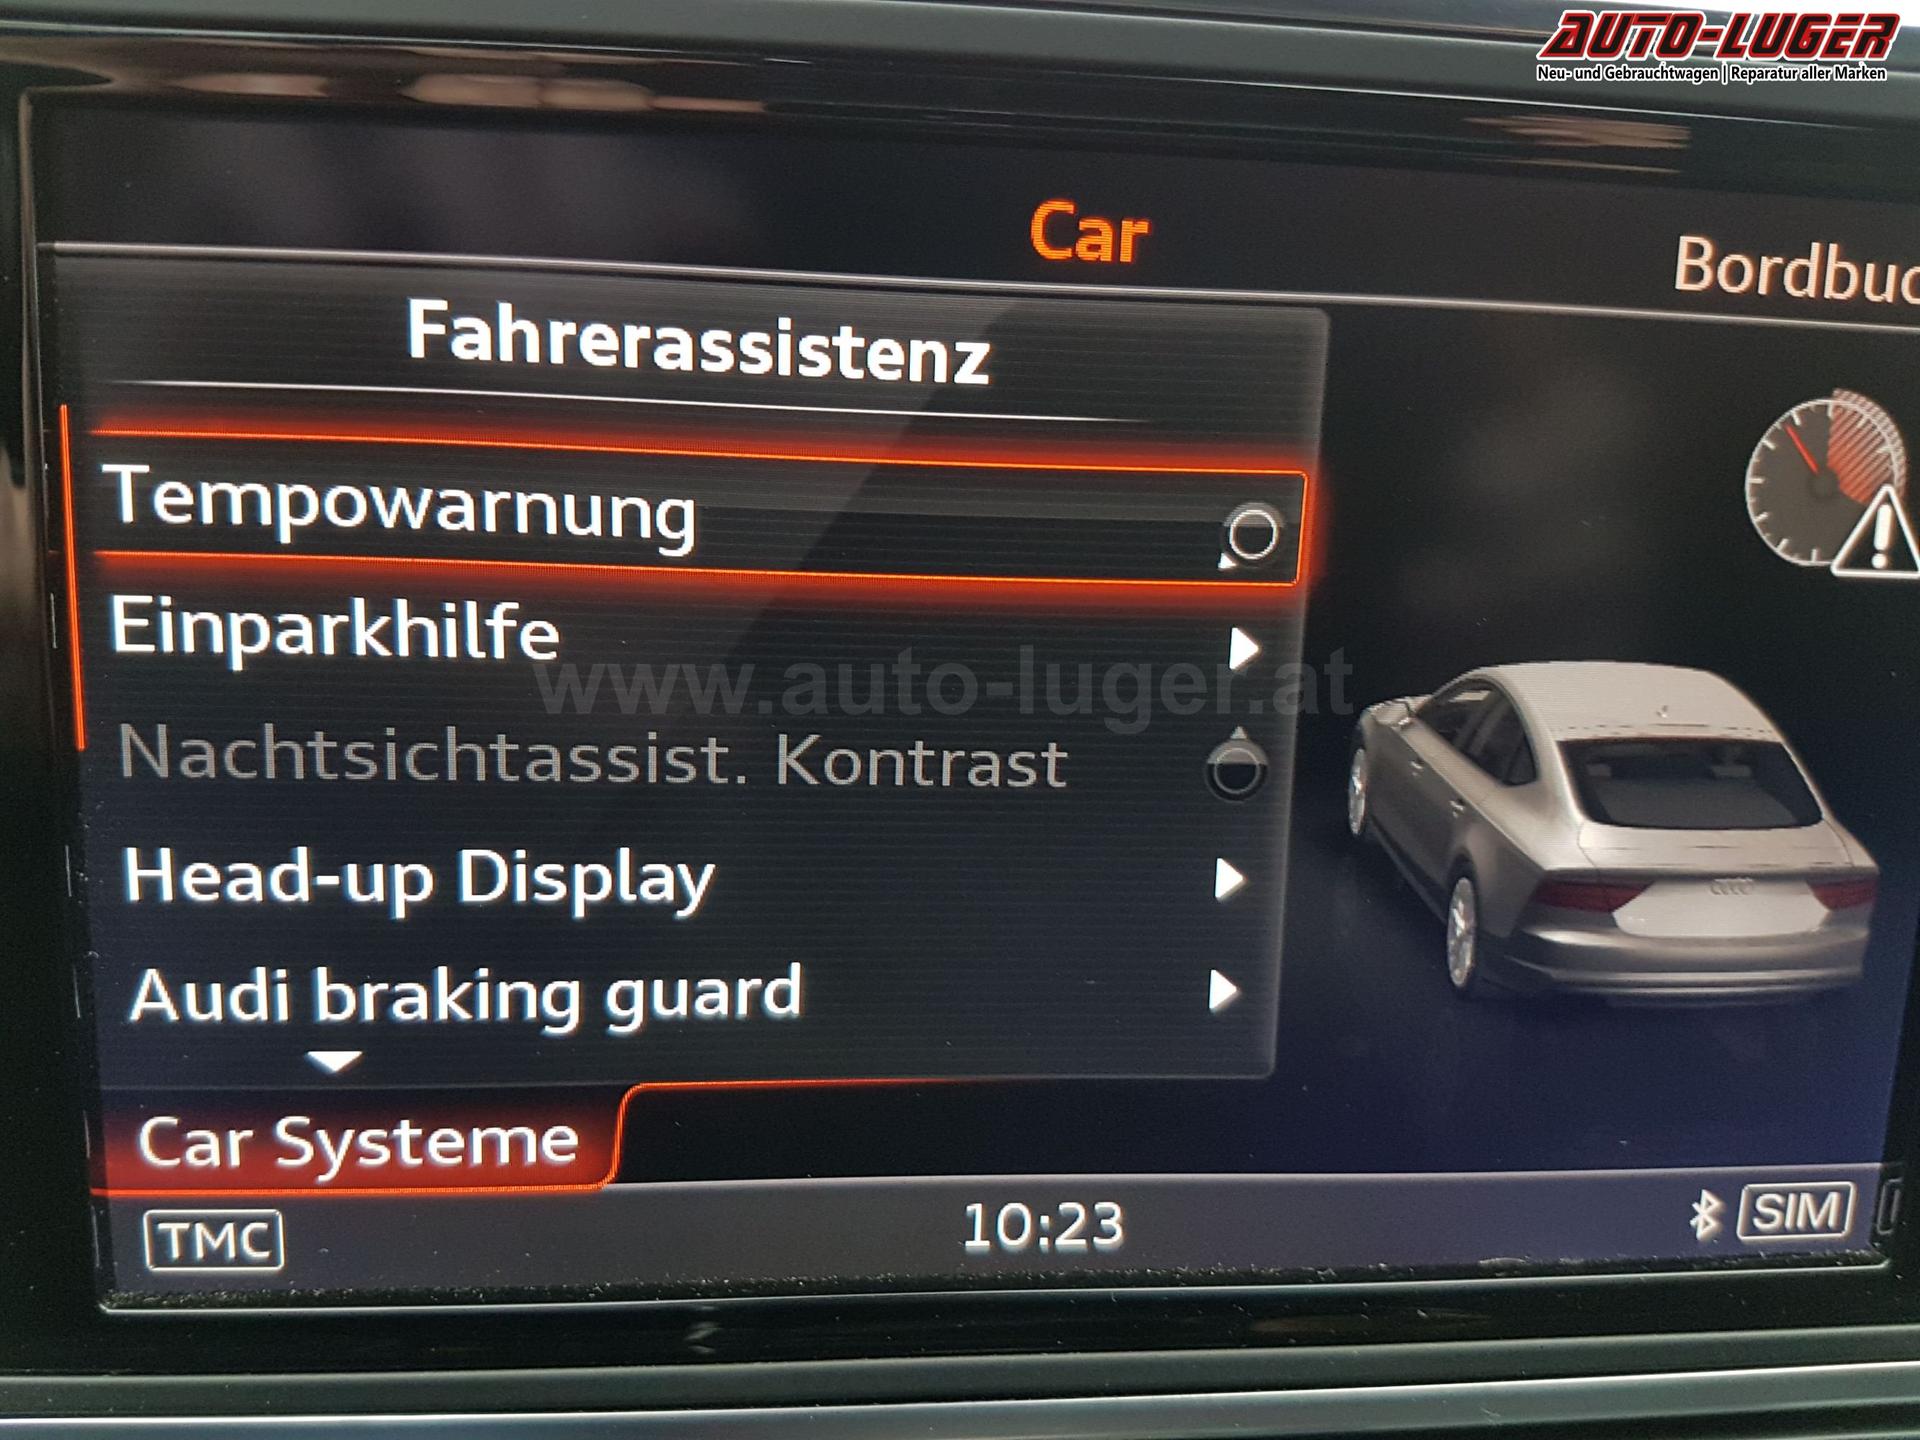 AUTO-LUGER
Neu- und Gebrauchtwagen | Reparatur aller Marken
Car
Bordbuc
Fahrerassistenz
Tempowarnung
Einparkhilfe
www.auto-luger.at
Nachtsichtassist. Kontrast
Head-up Display
Audi braking guard
Car Systeme
TMC
10:23
SIM